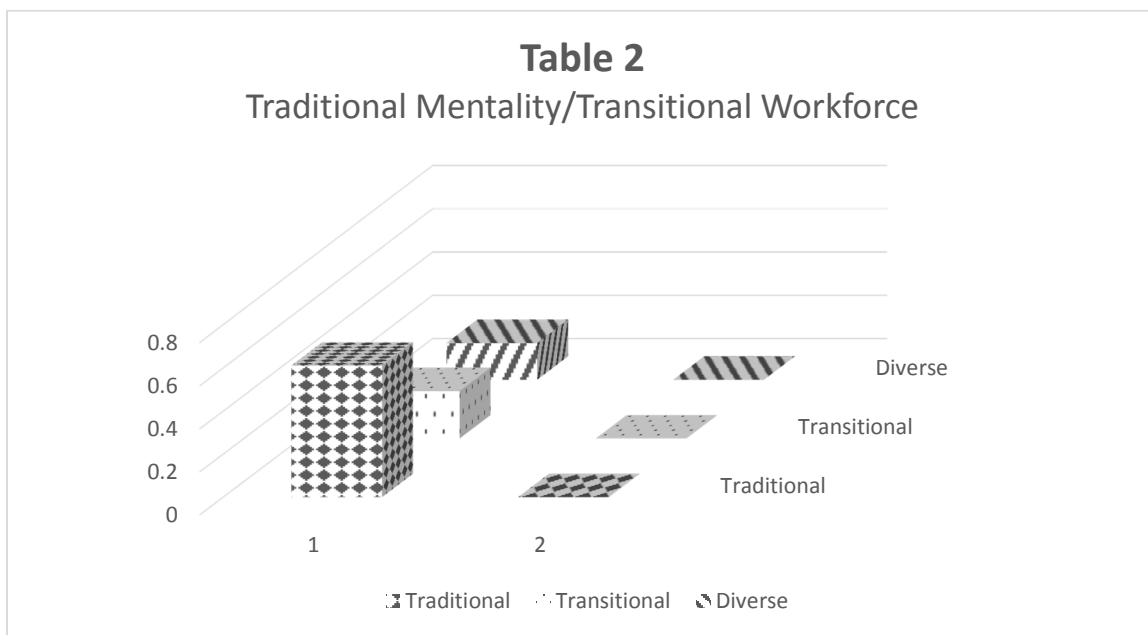 Table 2
Traditional Mentality/Transitional Workforce
0.8
0.6
0.4
0.2
0
1
2
Diverse
Transitional
Traditional
Traditional Transitional Diverse